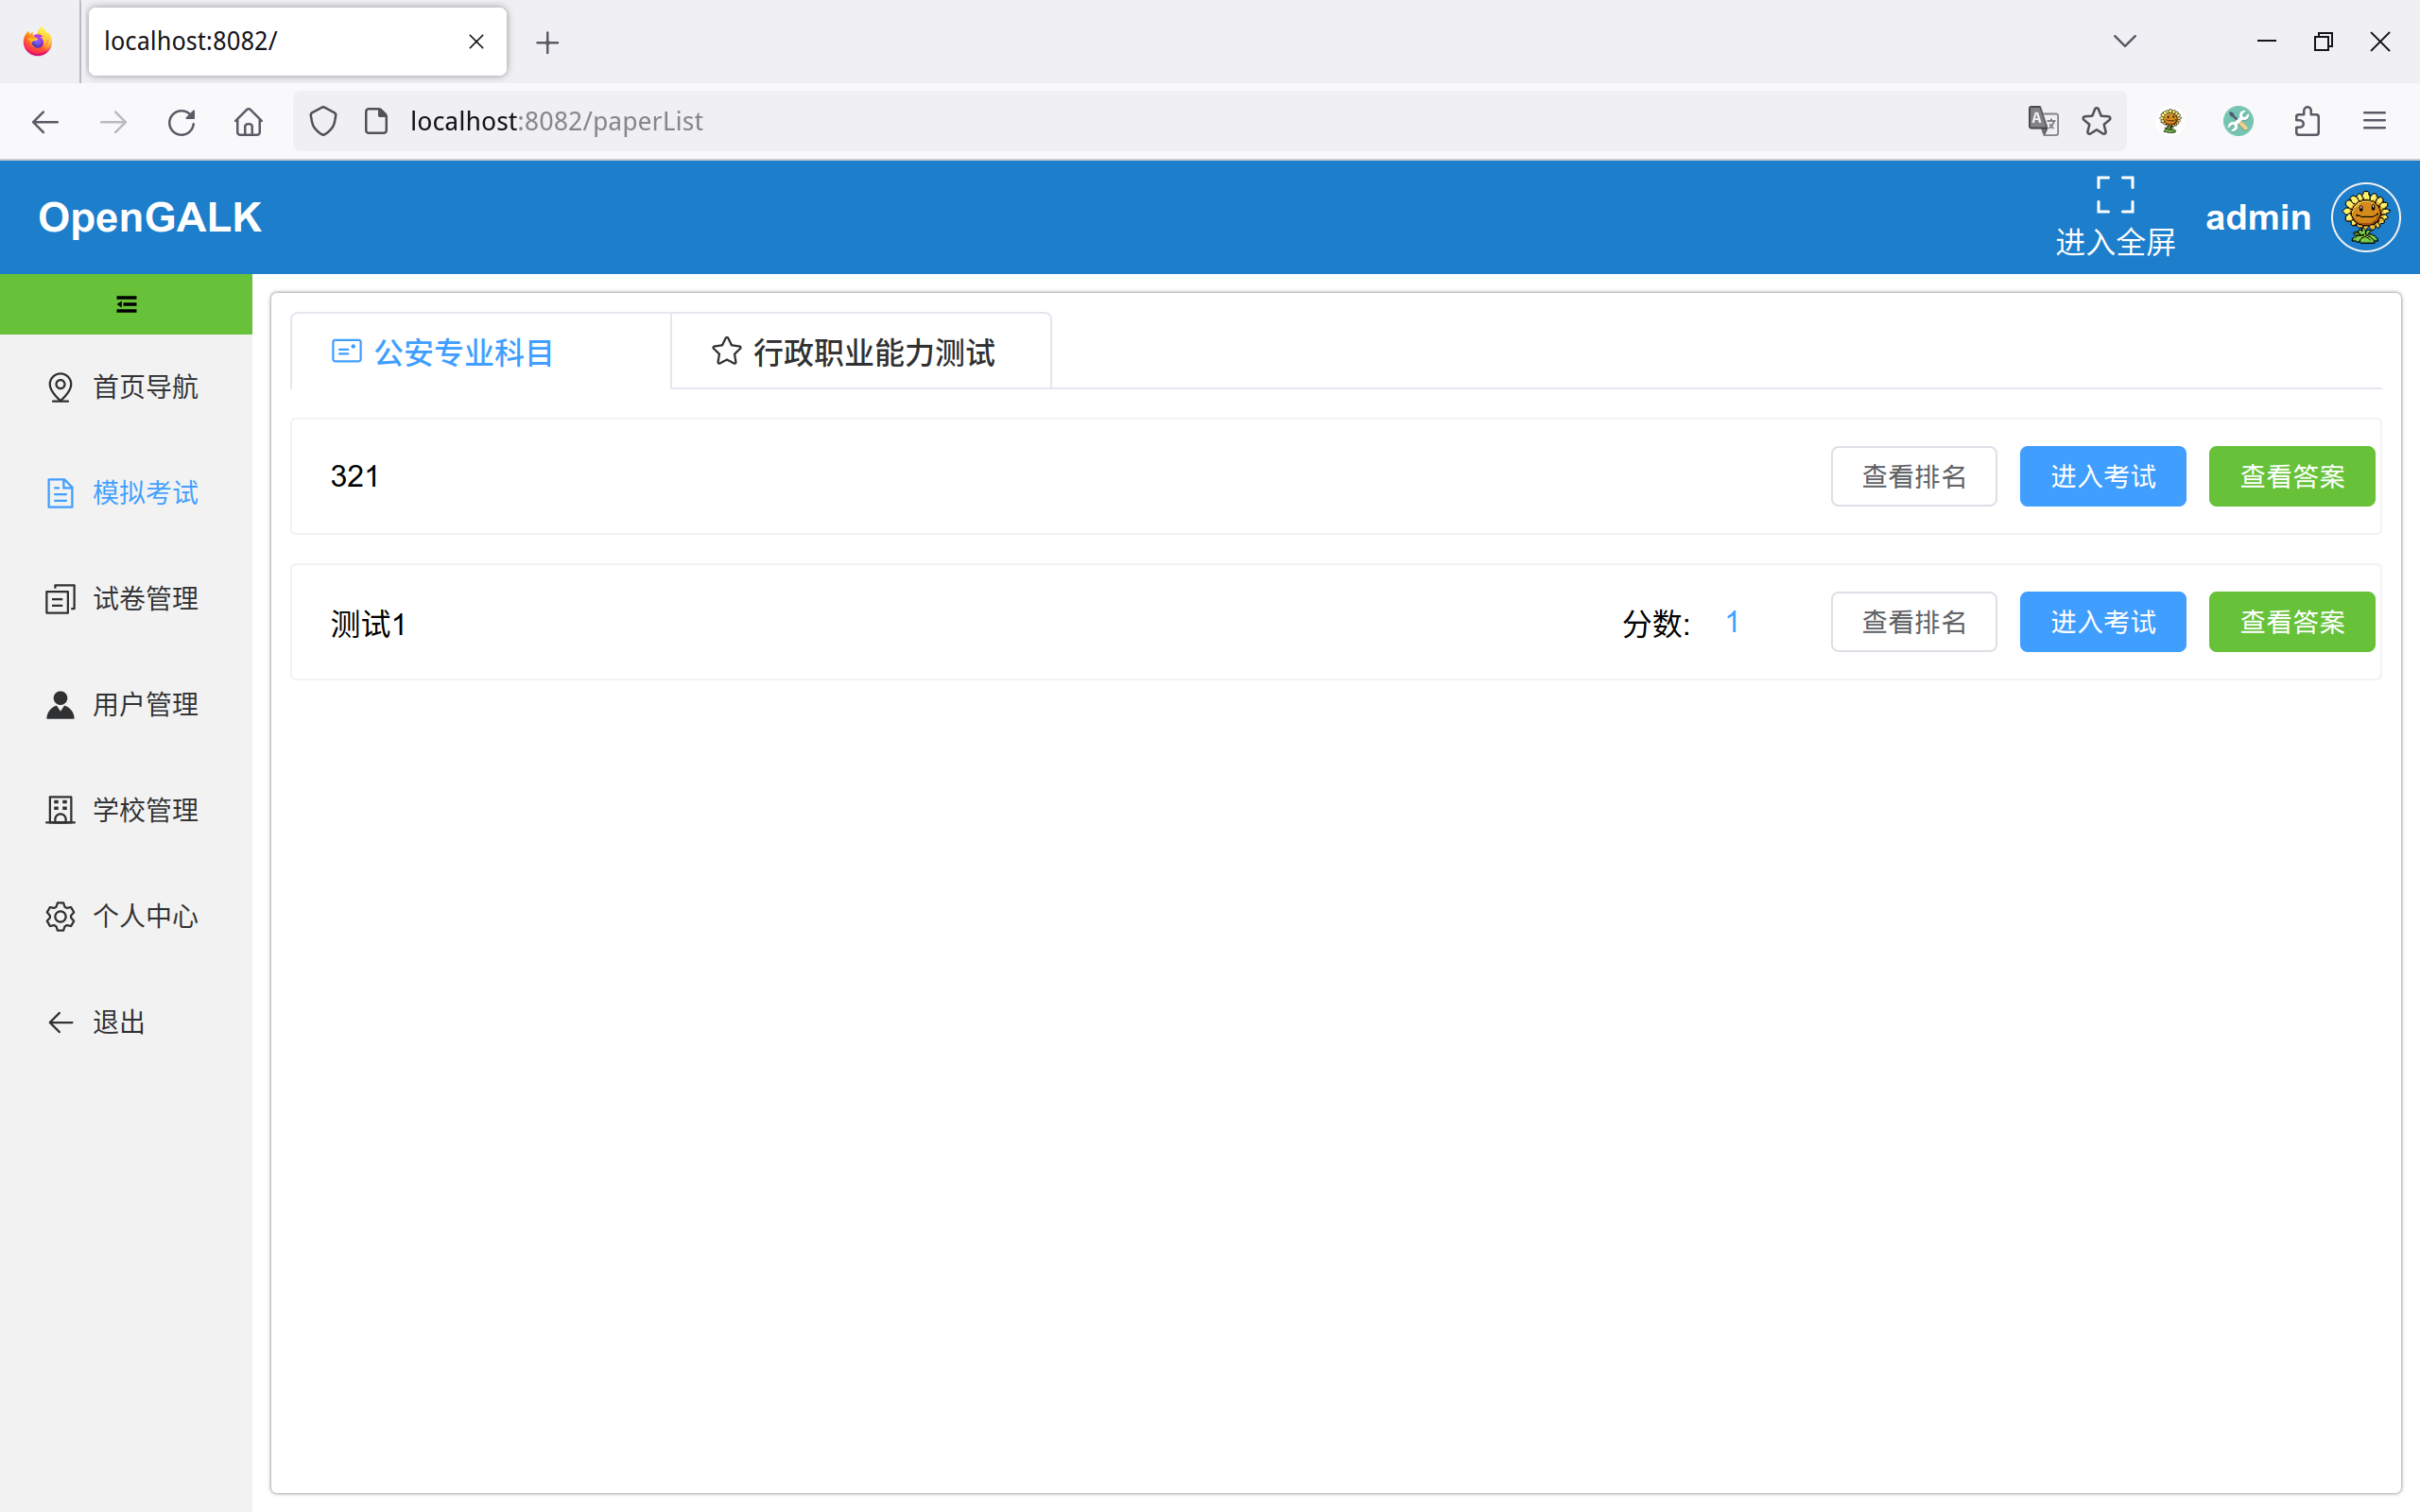 localhost:8082/
localhost:8082/paperList
OpenGALK
进入全屏
admin
首页导航
模拟考试
试卷管理
用户管理
学校管理
个人中心
退出
公安专业科目
行政职业能力测试
321
查看排名
进入考试
查看答案
测试1
分数:
1
查看排名
进入考试
查看答案